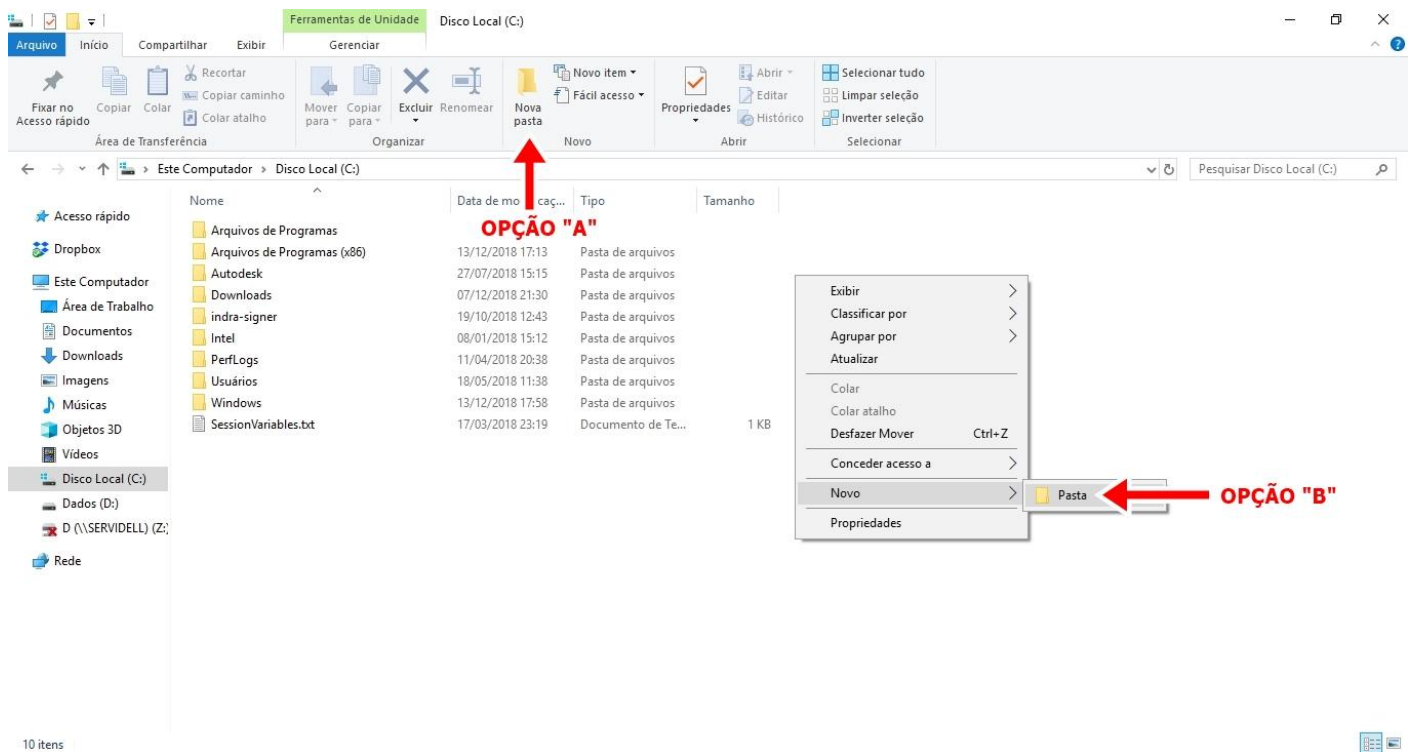 Ferramentas de Unidade Disco Local (C:)
Arquivo Início Compartilhar Exibir Gerenciar
Fixar no Acesso rápido
Copiar
Colar
Recortar
Copiar caminho
Colar atalho
Mover para
Copiar para
Excluir
Renomear
Nova pasta
Novo item
Fácil acesso
Propriedades
Abrir
Editar
Histórico
Selecionar tudo
Limpar seleção
Inverter seleção
Área de Transferência Organizar Novo Abrir Selecionar
Este Computador > Disco Local (C:) Pesquisar Disco Local (C:)
Nome Data de mo caç... Tipo Tamanho
OPÇÃO "A"
Acesso rápido
Dropbox
Este Computador
Área de Trabalho
Documentos
Downloads
Imagens
Músicas
Objetos 3D
Vídeos
Disco Local (C:)
Dados (D:)
D (\\SERVIDELL) (Z:)
Rede
Arquivos de Programas
Arquivos de Programas (x86) 13/12/2018 17:13 Pasta de arquivos
Autodesk 27/07/2018 15:15 Pasta de arquivos
Downloads 07/12/2018 21:30 Pasta de arquivos
indra-signer 19/10/2018 12:43 Pasta de arquivos
Intel 08/01/2018 15:12 Pasta de arquivos
PerfLogs 11/04/2018 20:38 Pasta de arquivos
Usuários 18/05/2018 11:38 Pasta de arquivos
Windows 13/12/2018 17:58 Pasta de arquivos
SessionVariables.txt 17/03/2018 23:19 Documento de Te... 1 KB
Exibir
Classificar por
Agrupar por
Atualizar
Colar
Colar atalho
Desfazer Mover Ctrl+Z
Conceder acesso a
Novo
Propriedades
Pasta
OPÇÃO "B"
10 itens